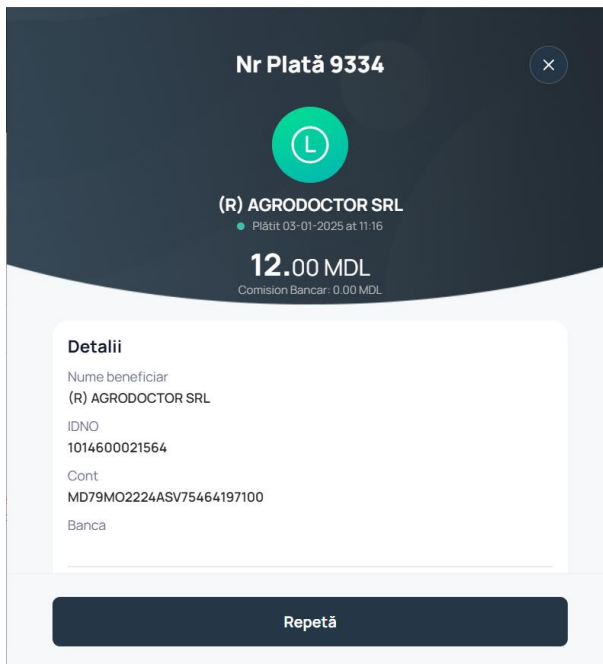 Nr Plată 9334
L
(R) AGRODOCTOR SRL
Plătit 03-01-2025 at 11:16
12.00 MDL
Comision Bancar: 0.00 MDL
Detalii
Nume beneficiar
(R) AGRODOCTOR SRL
IDNO
1014600021564
Cont
MD79MO2224ASV75464197100
Banca
Repetă